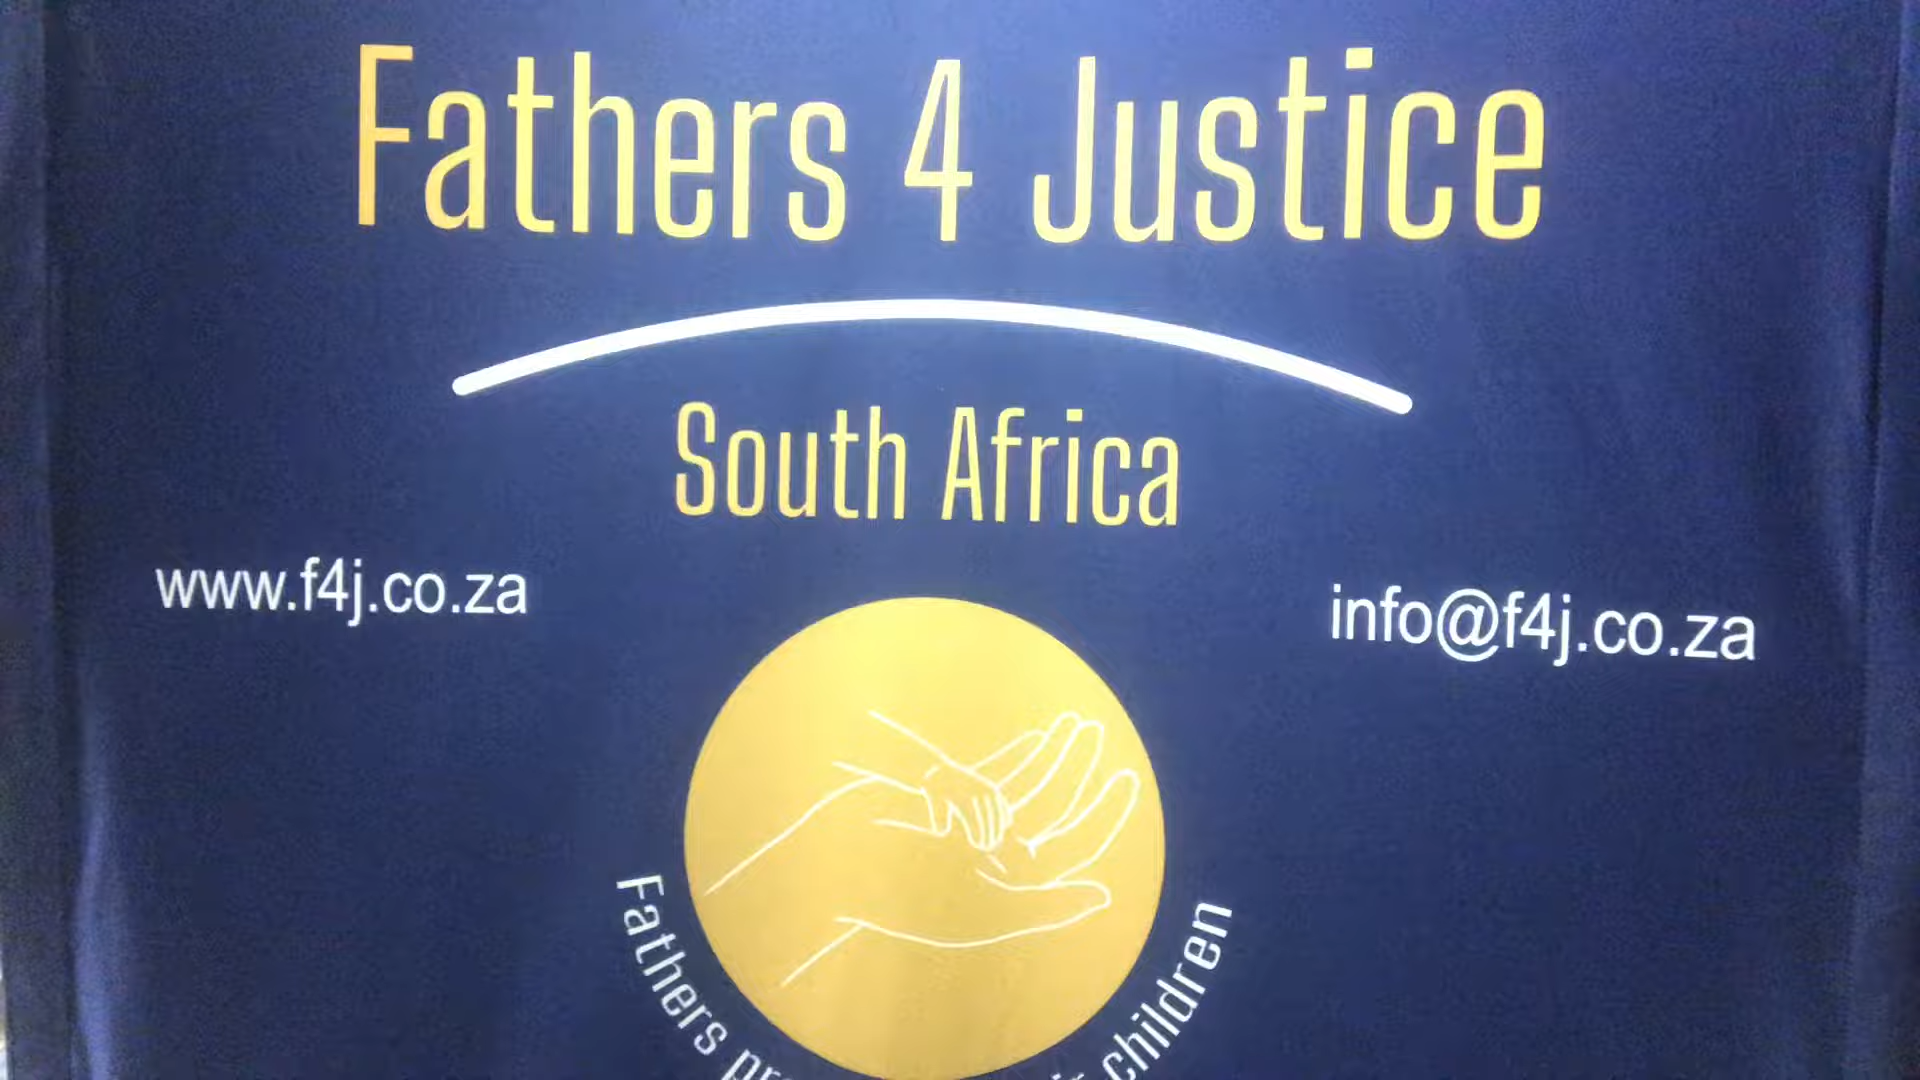 Fathers 4 Justice
South Africa
www.f4j.co.za
info@f4j.co.za
Fathers children